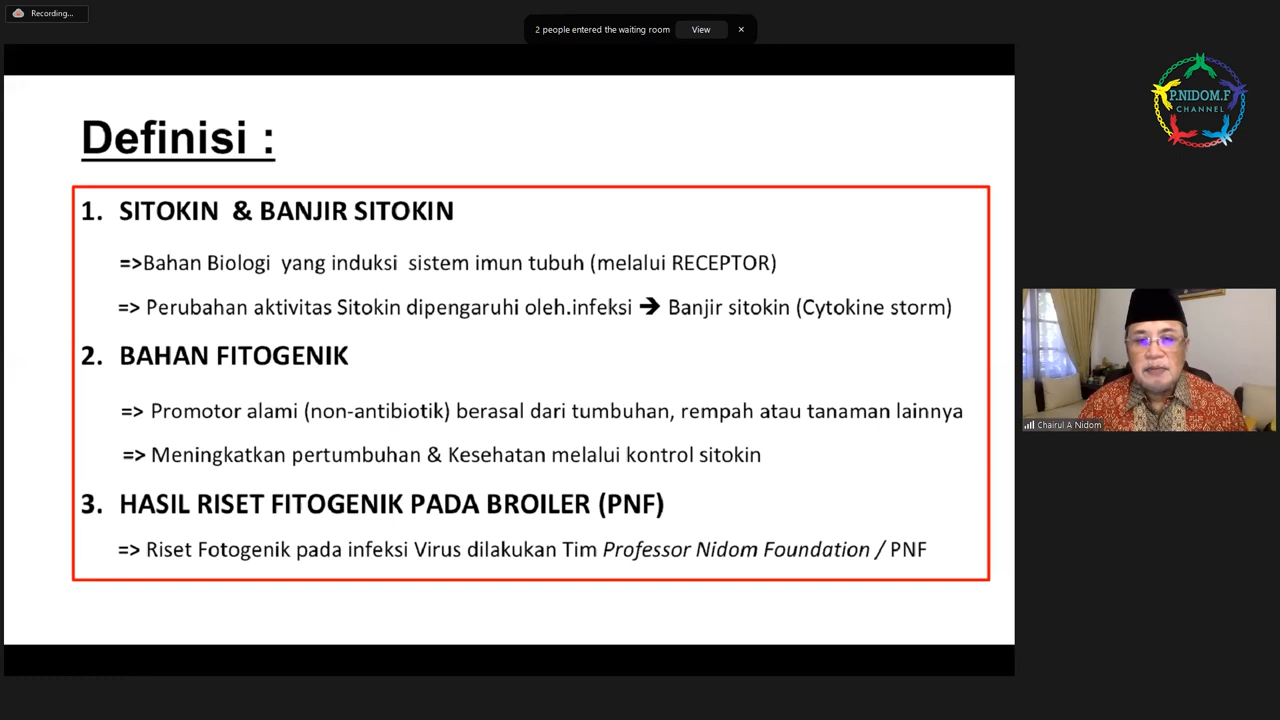 Recording...
2 people entered the waiting room View ×
P.NIDOM.F
CHANNEL
Definisi :
1. SITOKIN & BANJIR SITOKIN
=>Bahan Biologi yang induksi sistem imun tubuh (melalui RECEPTOR)
=> Perubahan aktivitas Sitokin dipengaruhi oleh.infeksi ➔ Banjir sitokin (Cytokine storm)
2. BAHAN FITOGENIK
=> Promotor alami (non-antibiotik) berasal dari tumbuhan, rempah atau tanaman lainnya
=> Meningkatkan pertumbuhan & Kesehatan melalui kontrol sitokin
3. HASIL RISET FITOGENIK PADA BROILER (PNF)
=> Riset Fotogenik pada infeksi Virus dilakukan Tim Professor Nidom Foundation / PNF
Chairul A Nidom